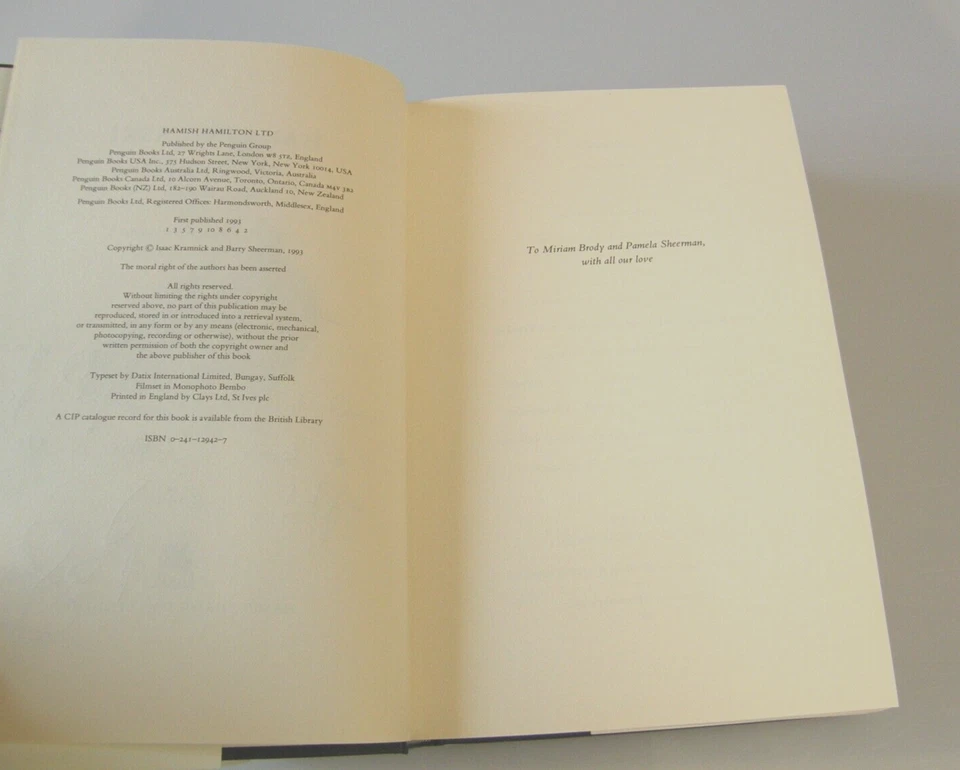 HAMISH HAMILTON LTD
Published by the Penguin Group
Penguin Books Ltd, 27 Wrights Lane, London W8 5TZ, England
Penguin Books USA Inc., 375 Hudson Street, New York, New York 10014, USA
Penguin Books Australia Ltd, Ringwood, Victoria, Australia
Penguin Books Canada Ltd, 10 Alcorn Avenue, Toronto, Ontario, Canada M4V 3B2
Penguin Books (NZ) Ltd, 182–190 Wairau Road, Auckland 10, New Zealand
Penguin Books Ltd, Registered Offices: Harmondsworth, Middlesex, England
First published 1993
1 3 5 7 9 10 8 6 4 2
Copyright © Isaac Kramnick and Barry Sheerman, 1993
The moral right of the authors has been asserted
All rights reserved.
Without limiting the rights under copyright
reserved above, no part of this publication may be
reproduced, stored in or introduced into a retrieval system,
or transmitted, in any form or by any means (electronic, mechanical,
photocopying, recording or otherwise), without the prior
written permission of both the copyright owner and
the above publisher of this book
Typeset by Datix International Limited, Bungay, Suffolk
Filmset in Monophoto Bembo
Printed in England by Clays Ltd, St Ives plc
A CIP catalogue record for this book is available from the British Library
ISBN 0–241–12942–7
To Miriam Brody and Pamela Sheerman,
with all our love